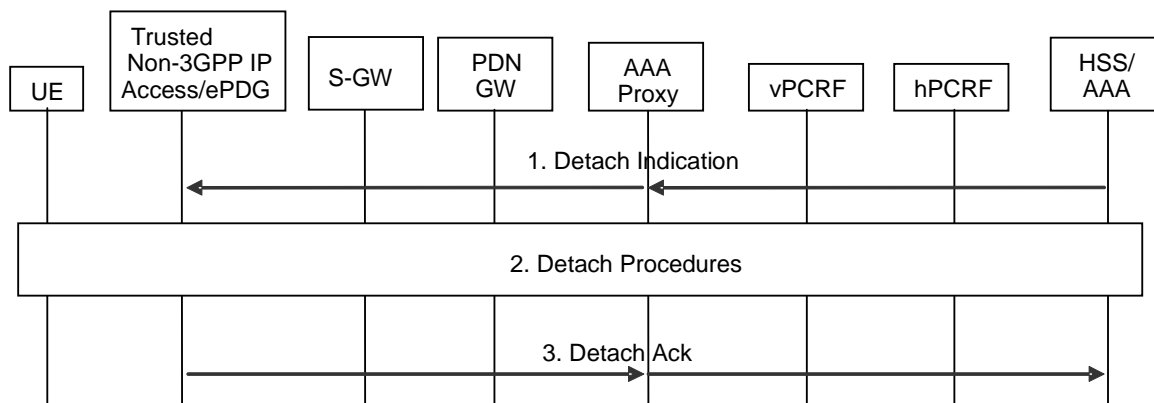 Trusted
Non-3GPP IP
Access/ePDG
UE
S-GW
PDN
GW
AAA
Proxy
vPCRF
hPCRF
HSS/
AAA
1. Detach Indication
2. Detach Procedures
3. Detach Ack